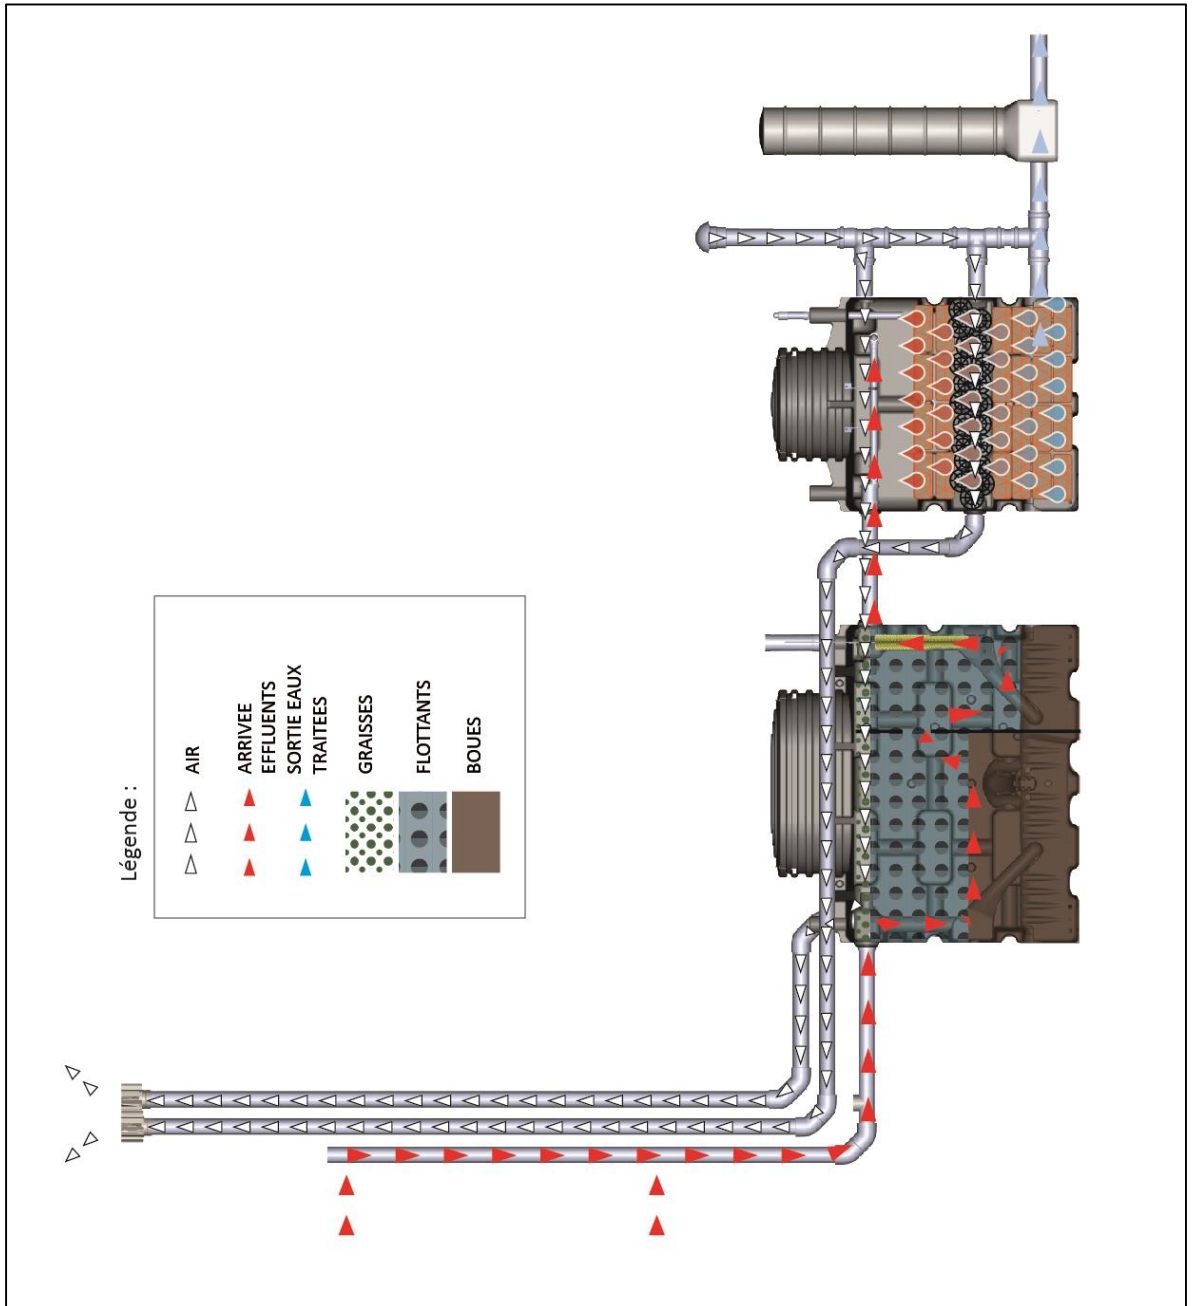 Légende :
AIR
ARRIVEE
EFFLUENTS
SORTIE EAUX
TRAITEES
GRAISSES
FLOTTANTS
BOUES